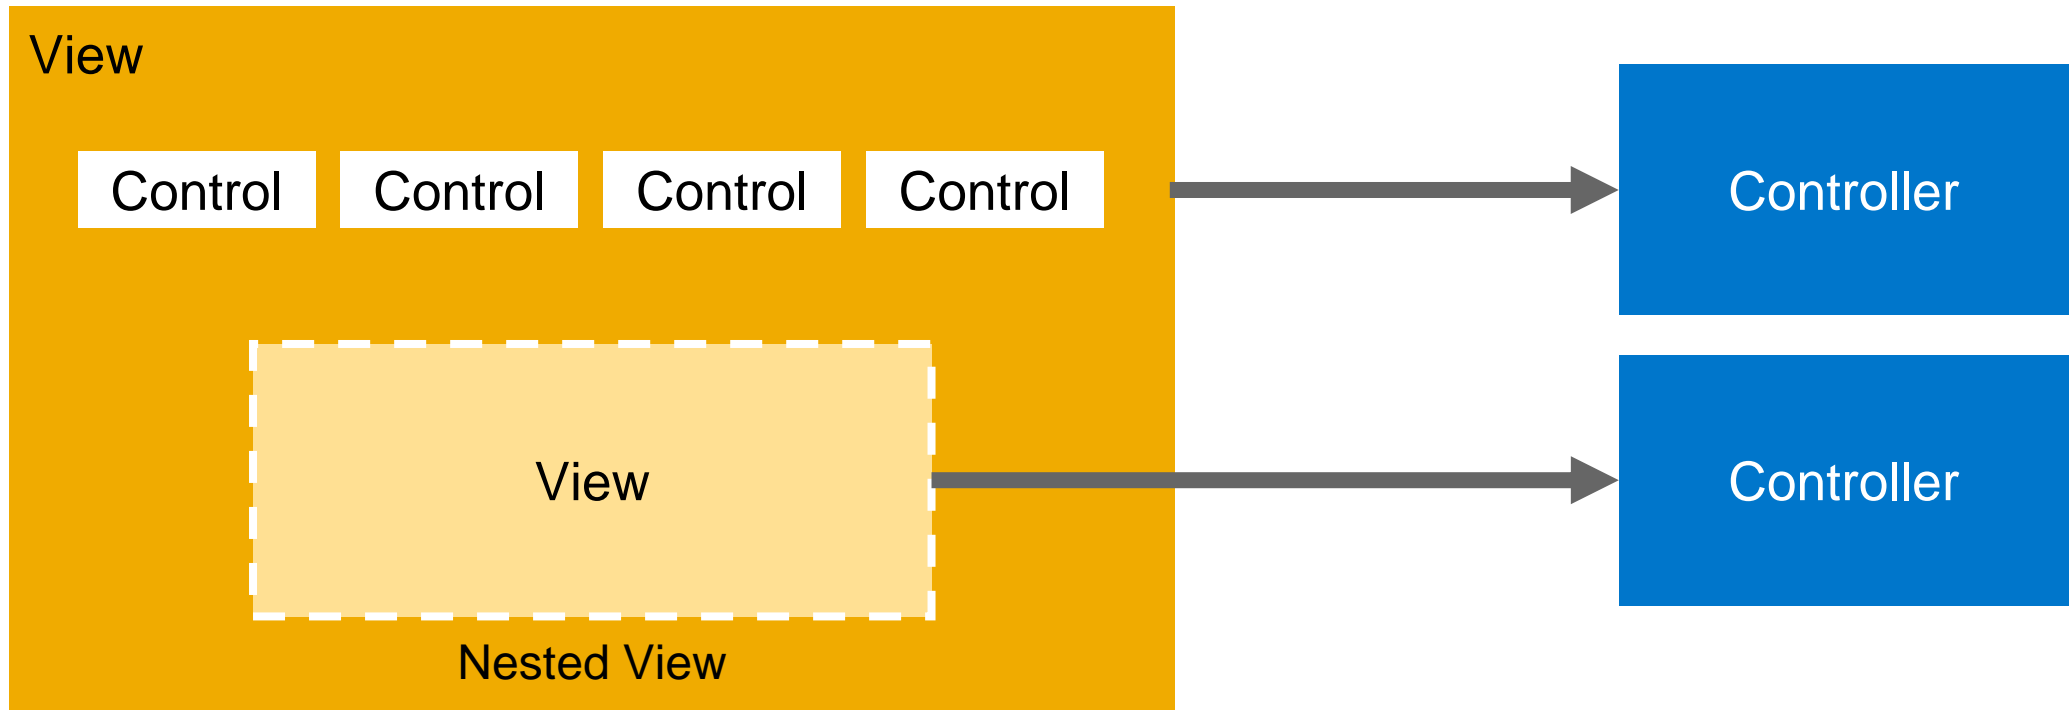 View
Control Control Control Control
Controller
View
Controller
Nested View